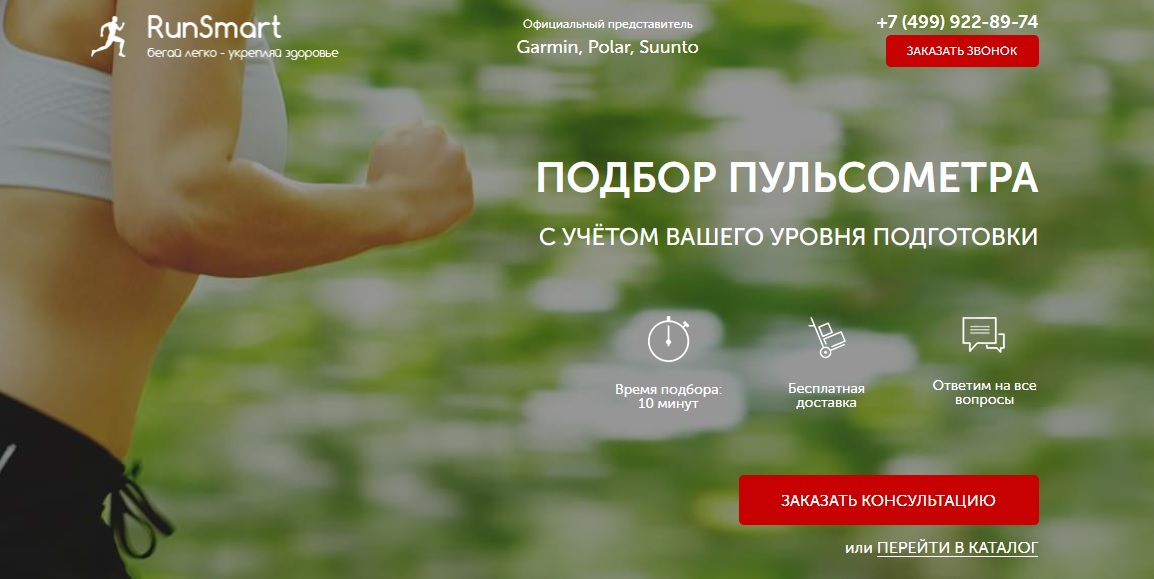 RunSmart
бегай легко - укрепляй здоровье
Официальный представитель
Garmin, Polar, Suunto
+7 (499) 922-89-74
ЗАКАЗАТЬ ЗВОНОК
ПОДБОР ПУЛЬСОМЕТРА
С УЧЁТОМ ВАШЕГО УРОВНЯ ПОДГОТОВКИ
Время подбора:
10 минут
Бесплатная
доставка
Ответим на все
вопросы
ЗАКАЗАТЬ КОНСУЛЬТАЦИЮ
или ПЕРЕЙТИ В КАТАЛОГ